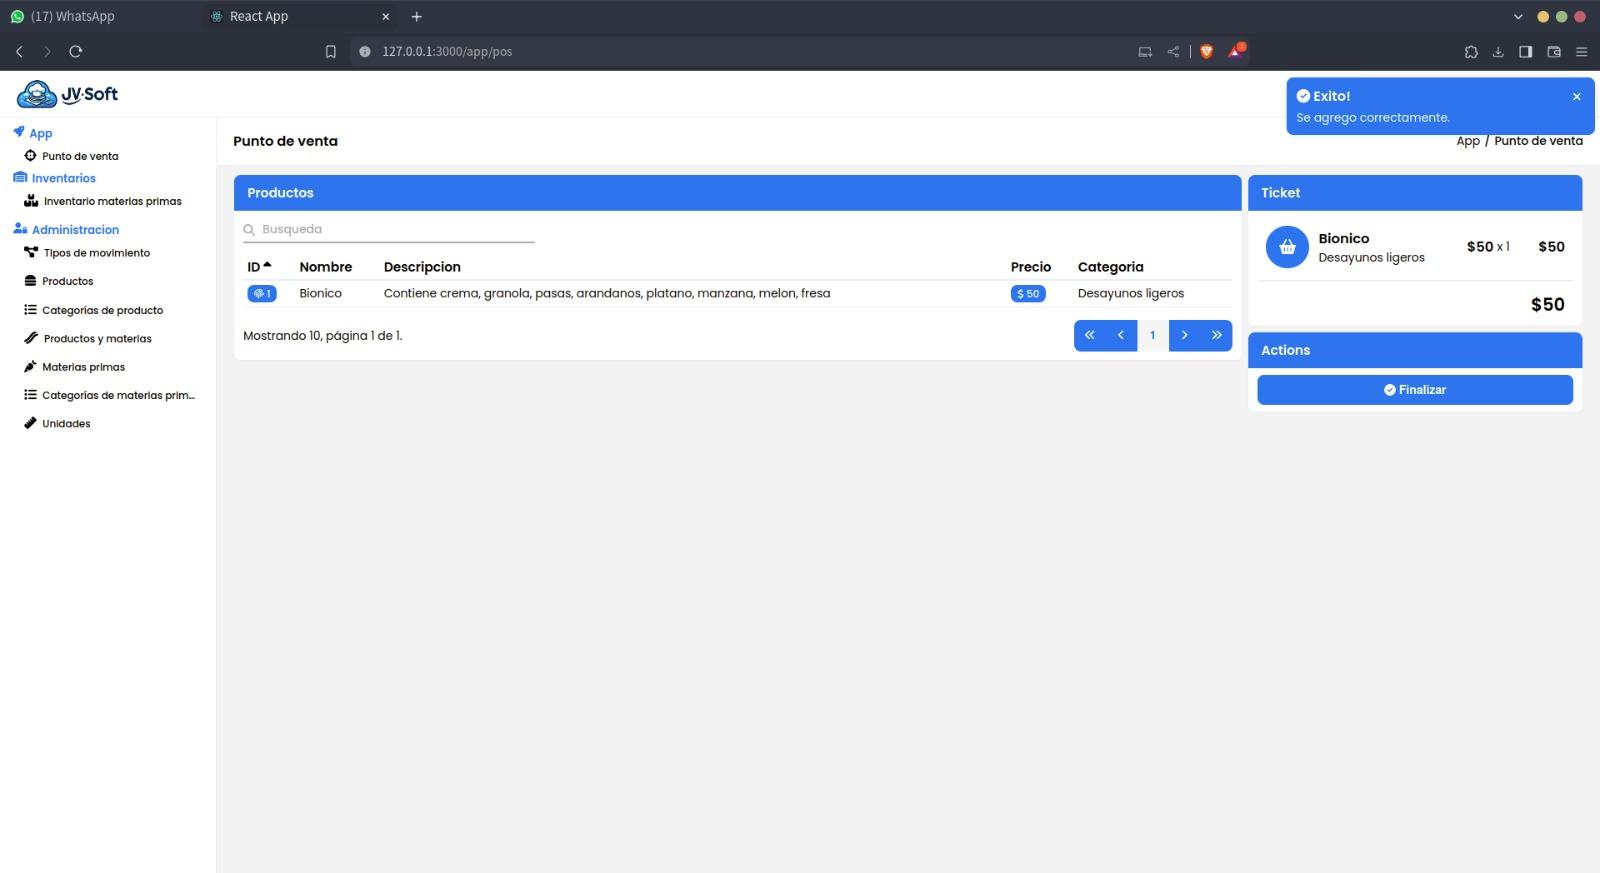 (17) WhatsApp
React App
127.0.0.1:3000/app/pos
JV·Soft
Exito!
Se agrego correctamente.
App
Punto de venta
Inventarios
Inventario materias primas
Administracion
Tipos de movimiento
Productos
Categorías de producto
Productos y materias
Materias primas
Categorías de materias prim...
Unidades
Punto de venta
App / Punto de venta
Productos
Busqueda
ID Nombre Descripcion Precio Categoria
1 Bionico Contiene crema, granola, pasas, arandanos, platano, manzana, melon, fresa $ 50 Desayunos ligeros
Mostrando 10, página 1 de 1.
« ‹ 1 › »
Ticket
Bionico
Desayunos ligeros
$50 x 1 $50
$50
Actions
Finalizar